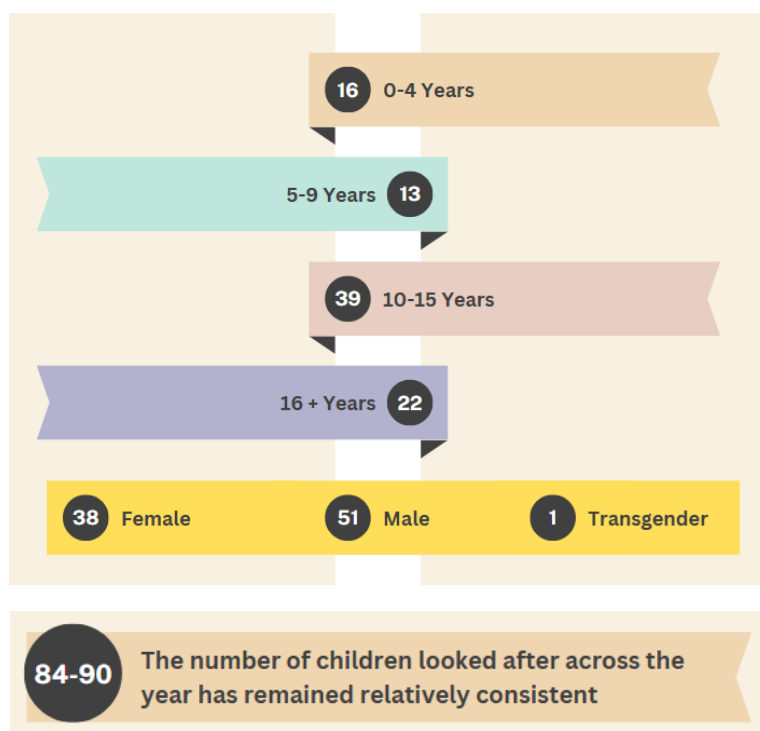 16 0-4 Years
5-9 Years 13
39 10-15 Years
16 + Years 22
38 Female 51 Male 1 Transgender
84-90 The number of children looked after across the
year has remained relatively consistent